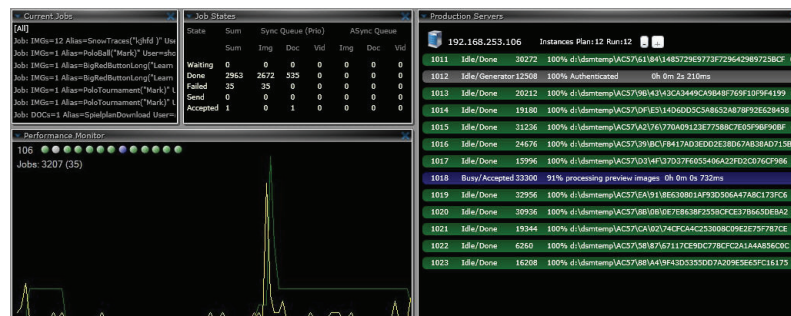 Current Jobs
[All]
Job: IMGs=12 Alias=SnowTraces("kjhfd )" Use
Job: IMGs=1 Alias=PoloBall("Mark)" User=sho
Job: IMGs=1 Alias=BigRedButtonLong("Learn
Job: IMGs=1 Alias=BigRedButtonLong("Learn
Job: IMGs=1 Alias=PoloTournament("Mark)" U
Job: IMGs=1 Alias=PoloTournament("Mark)" U
Job: DOCs=1 Alias=SpielplanDownload User=
Job States
State Sum Sync Queue (Prio) ASync Queue
Sum Img Doc Vid Img Doc Vid
Waiting 0 0 0 0 0 0 0
Done 2963 2672 535 0 0 0 0
Failed 35 35 0 0 0 0 0
Send 0 0 0 0 0 0 0
Accepted 1 0 1 0 0 0 0
Performance Monitor
106
Jobs: 3207 (35)
Production Servers
192.168.253.106 Instances Plan:12 Run:12 - +
1011 Idle/Done 30272 100% d:\dsmtemp\AC57\61\84\1485729E9773F729642989725BCF
1012 Idle/Generator 12508 100% Authenticated 0h 0m 2s 210ms
1013 Idle/Done 20212 100% d:\dsmtemp\AC57\9B\43\43CA3449CA9B48F769F10F9F4199
1014 Idle/Done 19180 100% d:\dsmtemp\AC57\DF\E5\14D6DD5C5A8652A878F92E628458
1015 Idle/Done 31236 100% d:\dsmtemp\AC57\A2\76\770A09123E77588C7E05F9BF90BF
1016 Idle/Done 24676 100% d:\dsmtemp\AC57\39\BC\F8417AD3EDD2E38D67AB38AD715B
1017 Idle/Done 15996 100% d:\dsmtemp\AC57\D3\4F\37D37F6055406A22FD2C076CF986
1018 Busy/Accepted 33300 91% processing preview images 0h 0m 0s 732ms
1019 Idle/Done 32956 100% d:\dsmtemp\AC57\EA\91\8E630801AF93D506A47A8C173FC6
1020 Idle/Done 30936 100% d:\dsmtemp\AC57\8B\0B\0E7E8638F255BCFCE37B665DEBA2
1021 Idle/Done 19344 100% d:\dsmtemp\AC57\CA\02\74CFCA4C253008C09E2E75F787CE
1022 Idle/Done 6260 100% d:\dsmtemp\AC57\58\87\67117CE9DC778CFC2A1A4A856C0C
1023 Idle/Done 16208 100% d:\dsmtemp\AC57\88\A4\9F43D5355DD7A209E5E65FC16175